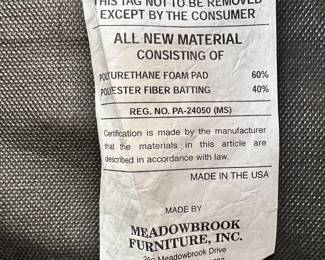 THIS TAG NOT TO BE REMOVED
EXCEPT BY THE CONSUMER
ALL NEW MATERIAL
CONSISTING OF
POLYURETHANE FOAM PAD 60%
POLYESTER FIBER BATTING 40%
REG. NO. PA-24050 (MS)
Certification is made by the manufacturer
that the materials in this article are
described in accordance with law.
MADE IN THE USA
MADE BY
MEADOWBROOK
FURNITURE, INC.
Meadowbrook Drive